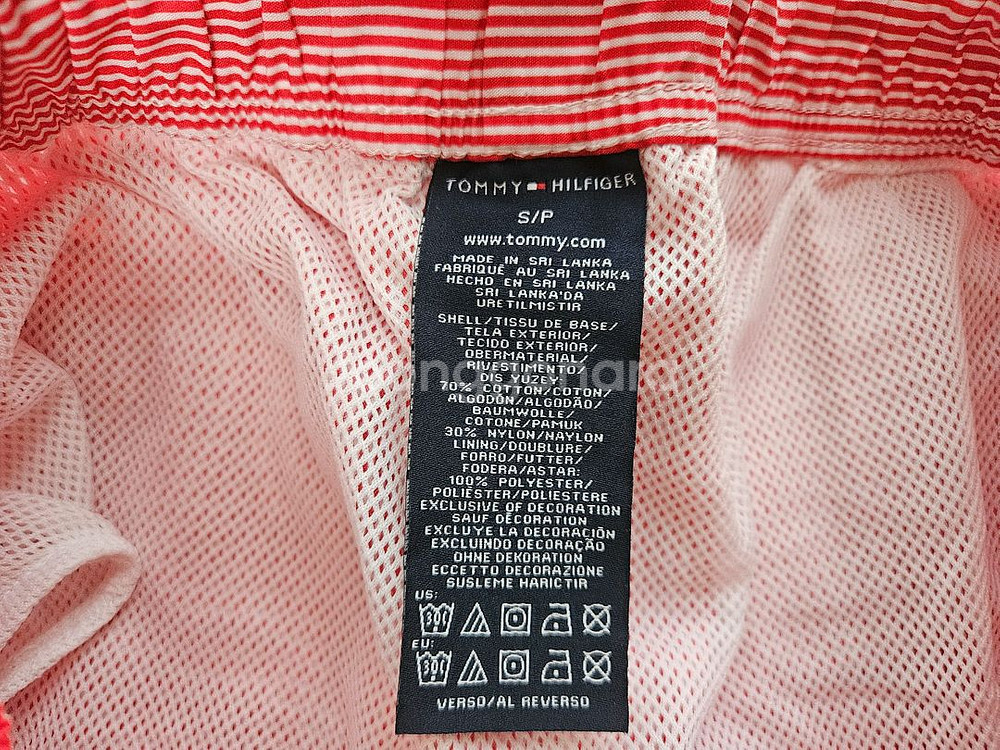 TOMMY HILFIGER
S/P
www.tommy.com
MADE IN SRI LANKA
FABRIQUÉ AU SRI LANKA
HECHO EN SRI LANKA
SRI LANKA'DA
URETILMISTIR
SHELL/TISSU DE BASE/
TELA EXTERIOR/
TECIDO EXTERIOR/
OBERMATERIAL/
RIVESTIMENTO/
DIS YUZEY:
70% COTTON/COTON/
ALGODÓN/ALGODÃO/
BAUMWOLLE/
COTONE/PAMUK
30% NYLON/NAYLON
LINING/DOUBLURE/
FORRO/FUTTER/
FODERA/ASTAR:
100% POLYESTER/
POLIÉSTER/POLIESTERE
EXCLUSIVE OF DECORATION
SAUF DÉCORATION
EXCLUYE LA DECORACIÓN
EXCLUINDO DECORAÇÃO
OHNE DEKORATION
ECCETTO DECORAZIONE
SUSLEME HARICTIR
US:
EU:
VERSO/AL REVERSO